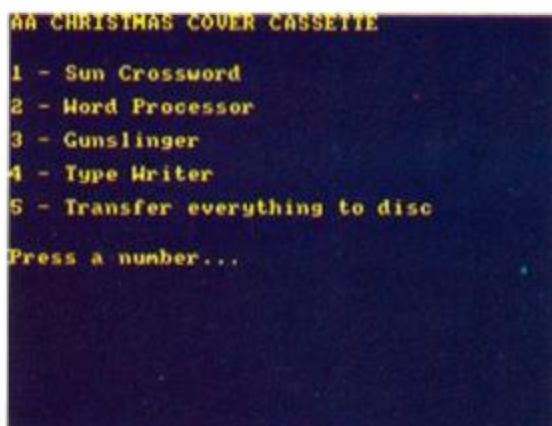 AA CHRISTMAS COVER CASSETTE
1 - Sun Crossword
2 - Word Processor
3 - Gunslinger
4 - Type Writer
5 - Transfer everything to disc
Press a number...